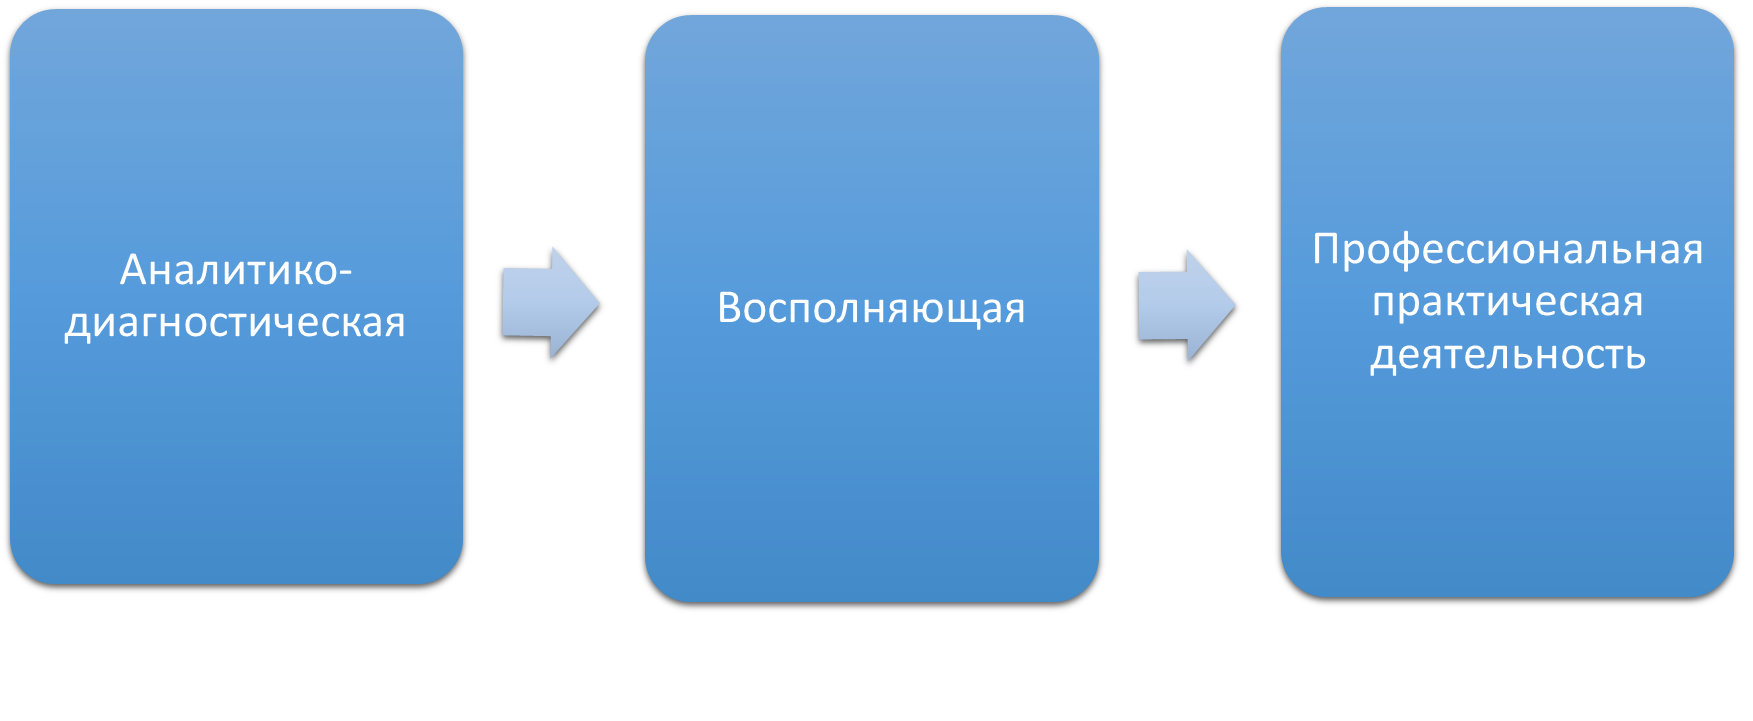 Аналитико-
диагностическая
Восполняющая
Профессиональная
практическая
деятельность